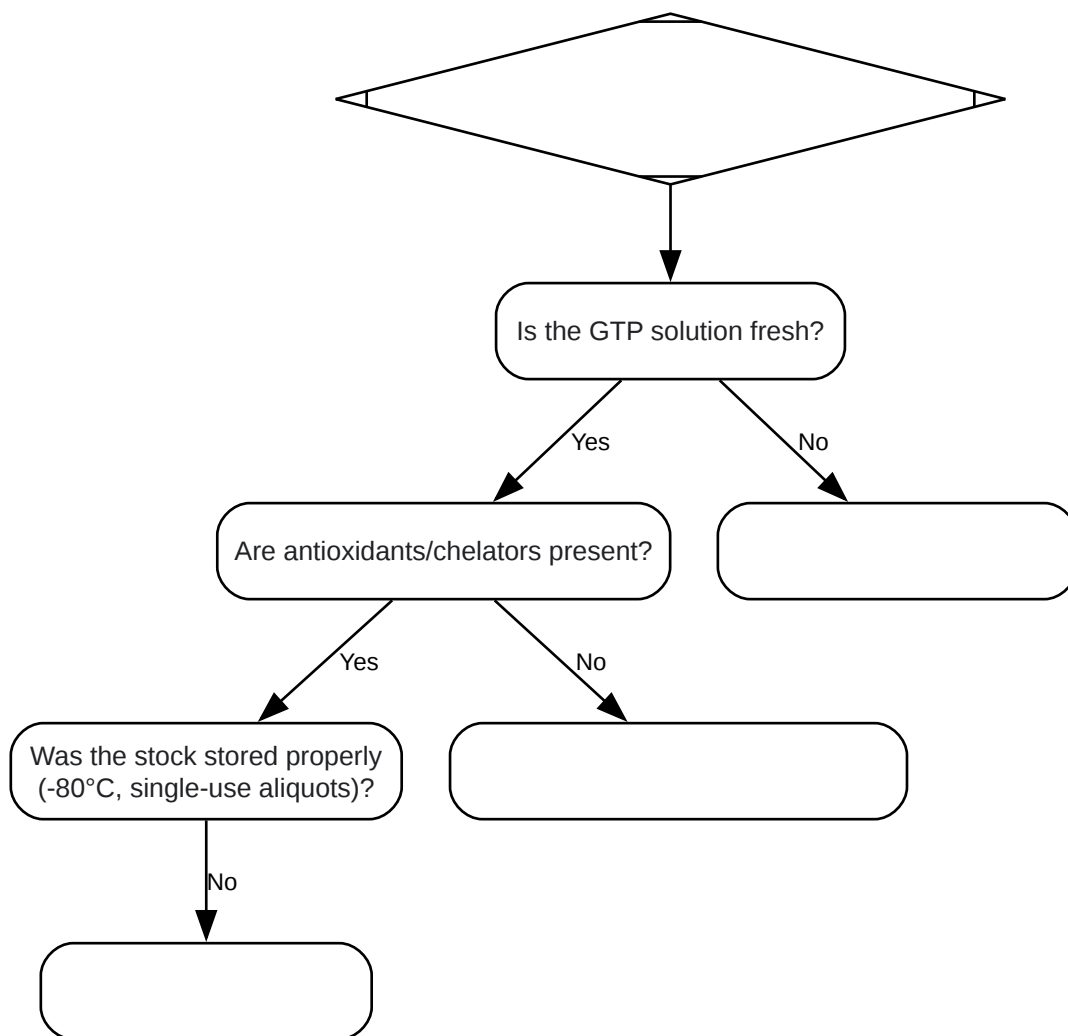 Is the GTP solution fresh?
Yes
No
Are antioxidants/chelators present?
Yes
No
Was the stock stored properly
(-80°C, single-use aliquots)?
No